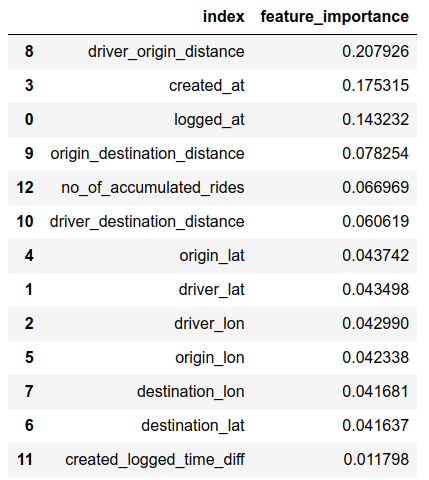 index feature_importance
8 driver_origin_distance 0.207926
3 created_at 0.175315
0 logged_at 0.143232
9 origin_destination_distance 0.078254
12 no_of_accumulated_rides 0.066969
10 driver_destination_distance 0.060619
4 origin_lat 0.043742
1 driver_lat 0.043498
2 driver_lon 0.042990
5 origin_lon 0.042338
7 destination_lon 0.041681
6 destination_lat 0.041637
11 created_logged_time_diff 0.011798